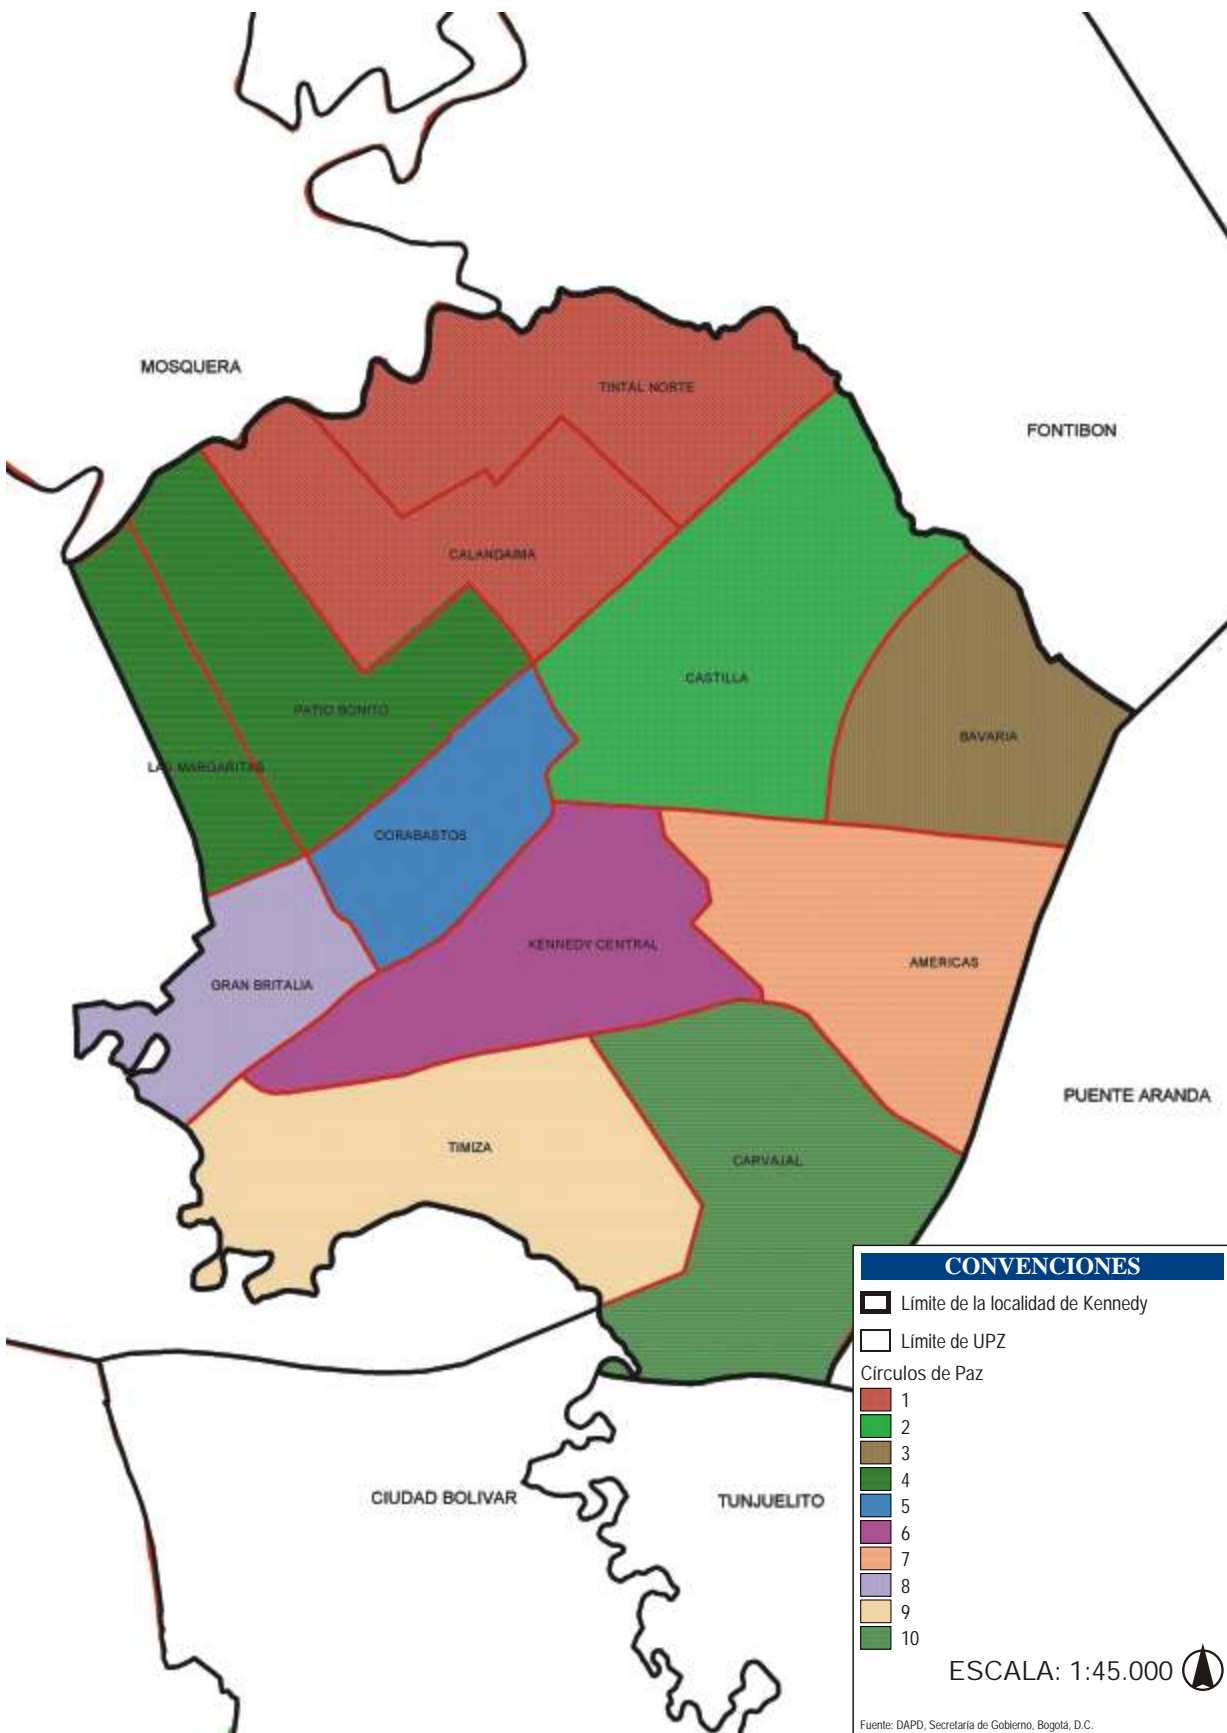 MOSQUERA
TINTAL NORTE
FONTIBON
CALANDAIMA
CASTILLA
PATIO BONITO
BAVARIA
LAS MARGARITAS
CORABASTOS
KENNEDY CENTRAL
AMERICAS
GRAN BRITALIA
PUENTE ARANDA
TIMIZA
CARVAJAL
CONVENCIONES
Límite de la localidad de Kennedy
Límite de UPZ
Círculos de Paz
1
2
3
4
5
6
7
8
9
10
CIUDAD BOLIVAR
TUNJUELITO
ESCALA: 1:45.000
Fuente: DAPD, Secretaría de Gobierno, Bogotá, D.C.